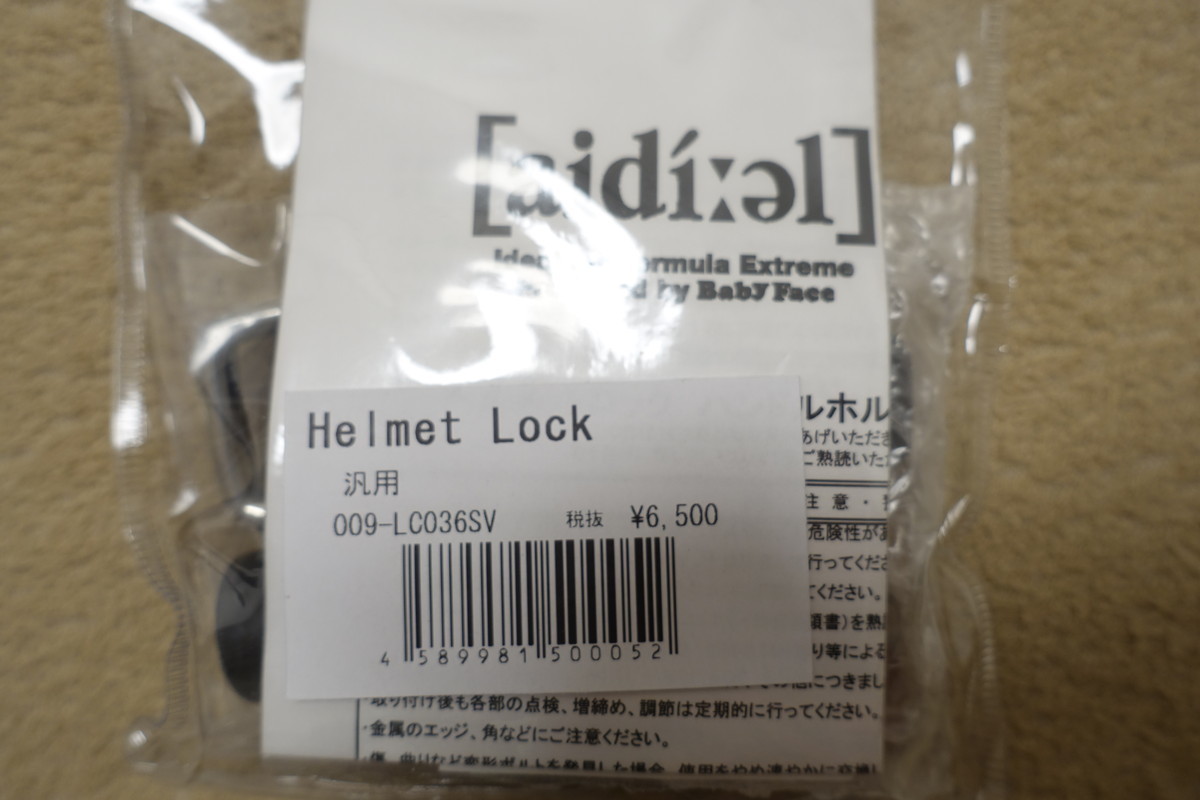 [aidí:əl]
Formula Extreme
by BabyFace
Helmet Lock
汎用
009-LC036SV 税抜 ¥6,500
4 589981 500052
ルホル
あげいただき
ご熟読いた
注意・
危険性があ
行ってくださ
てください。
書)を熟
り等による
につきまし
取り付け後も各部の点検、増締め、調節は定期的に行ってください。
・金属のエッジ、角などにご注意ください。